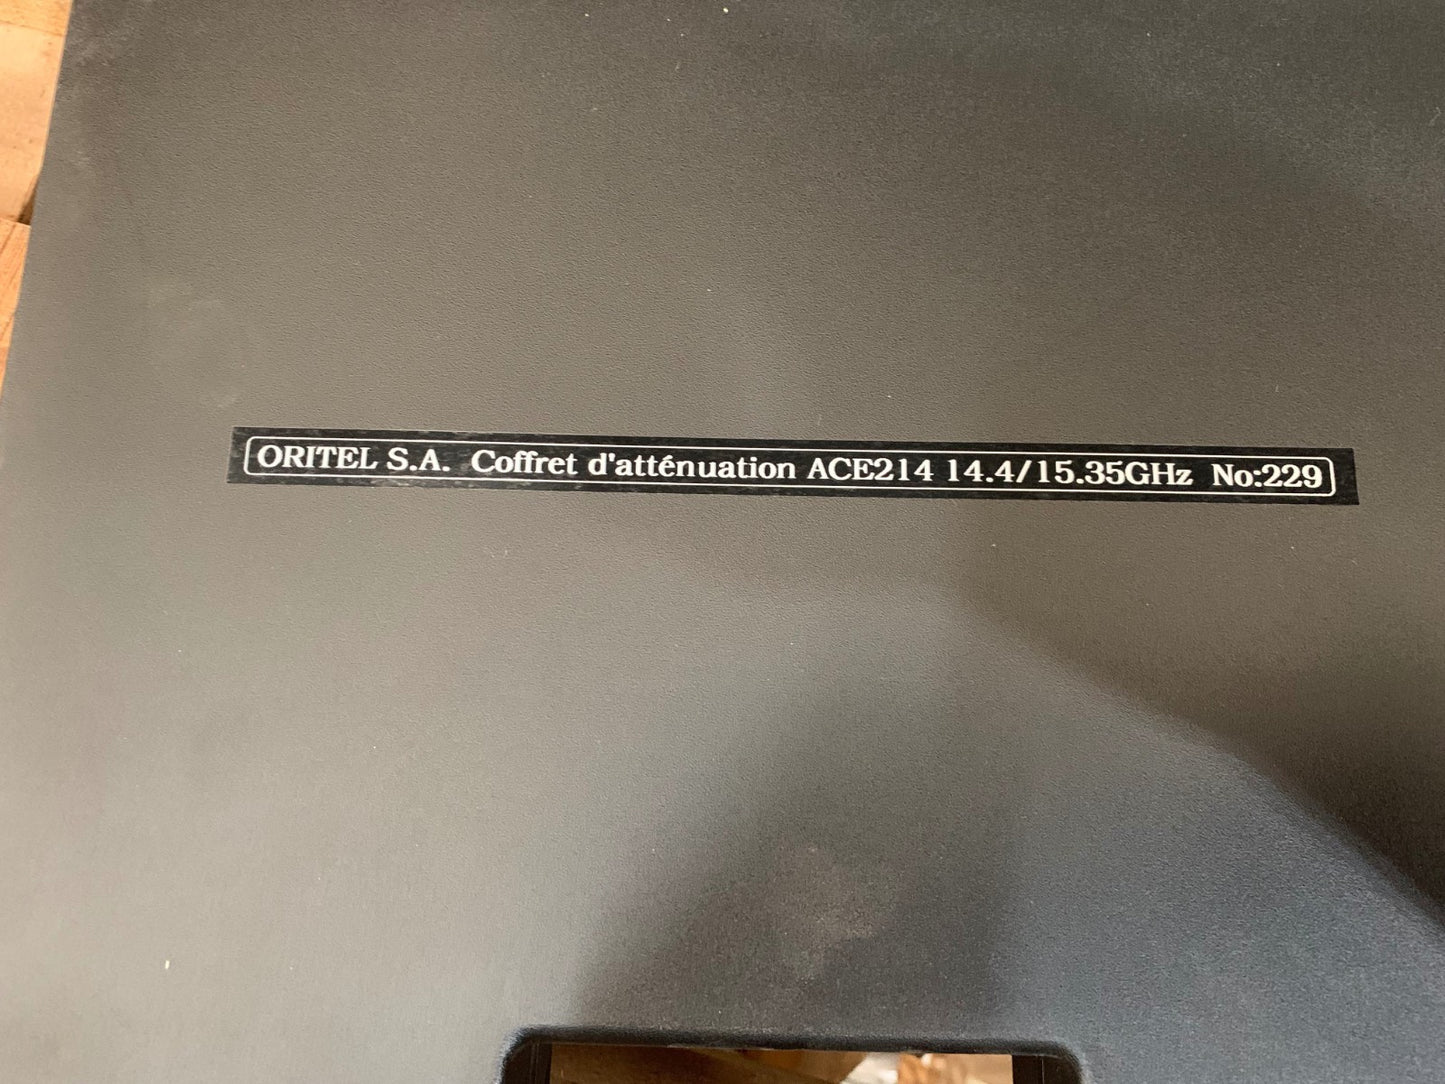 ORITEL S.A. Coffret d'atténuation ACE214 14.4/15.35GHz No:229